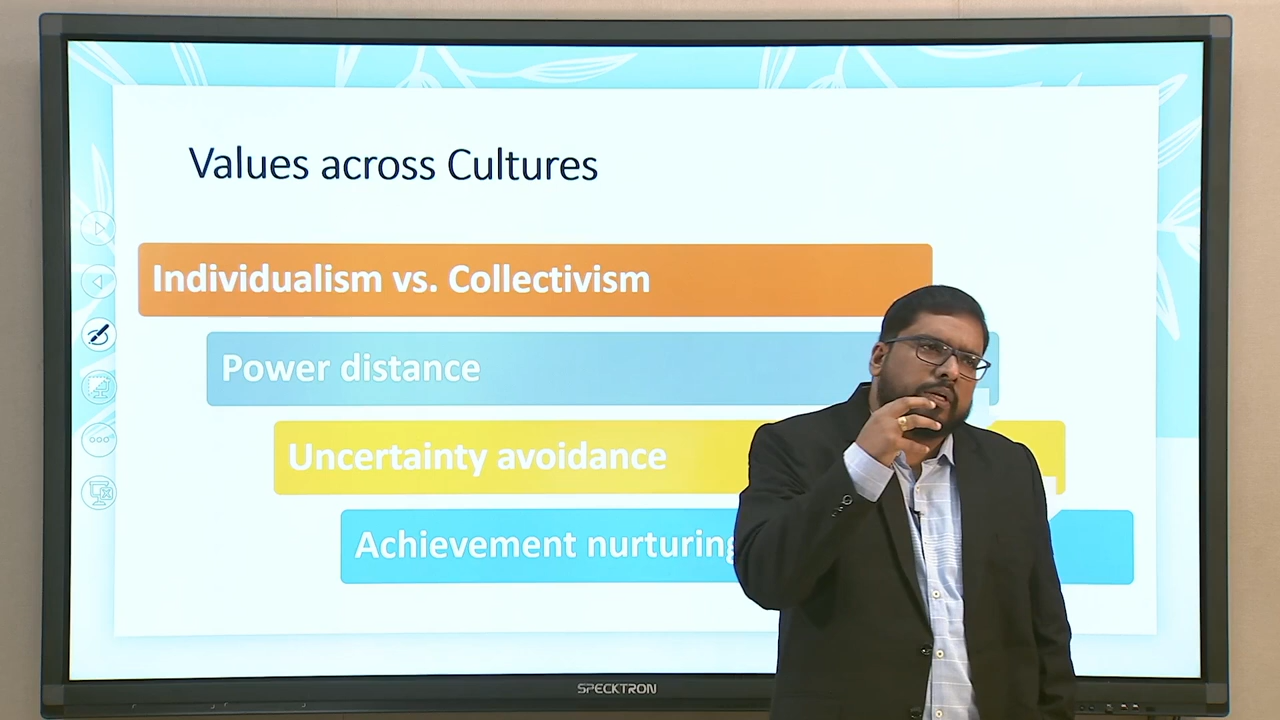 Values across Cultures
Individualism vs. Collectivism
Power distance
Uncertainty avoidance
Achievement nurturing
SPECKTRON